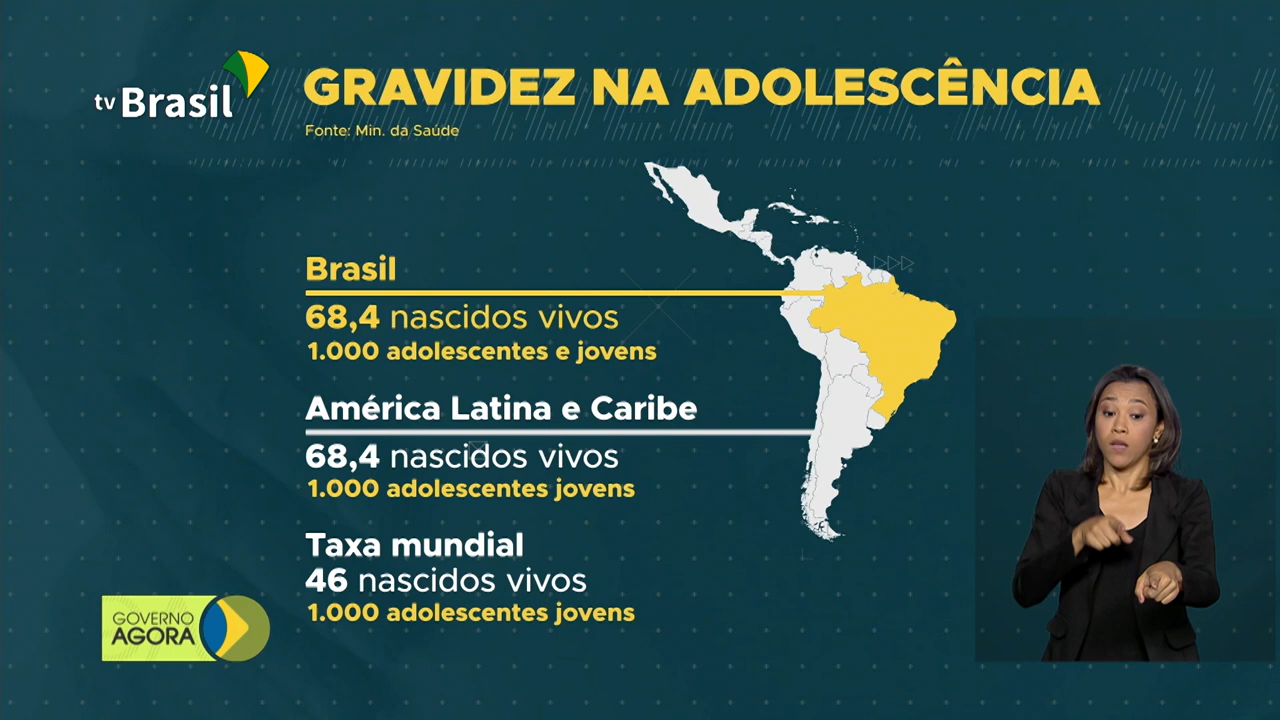 tv Brasil
GRAVIDEZ NA ADOLESCÊNCIA
Fonte: Min. da Saúde
Brasil
68,4 nascidos vivos
1.000 adolescentes e jovens
América Latina e Caribe
68,4 nascidos vivos
1.000 adolescentes jovens
Taxa mundial
46 nascidos vivos
1.000 adolescentes jovens
GOVERNO
AGORA